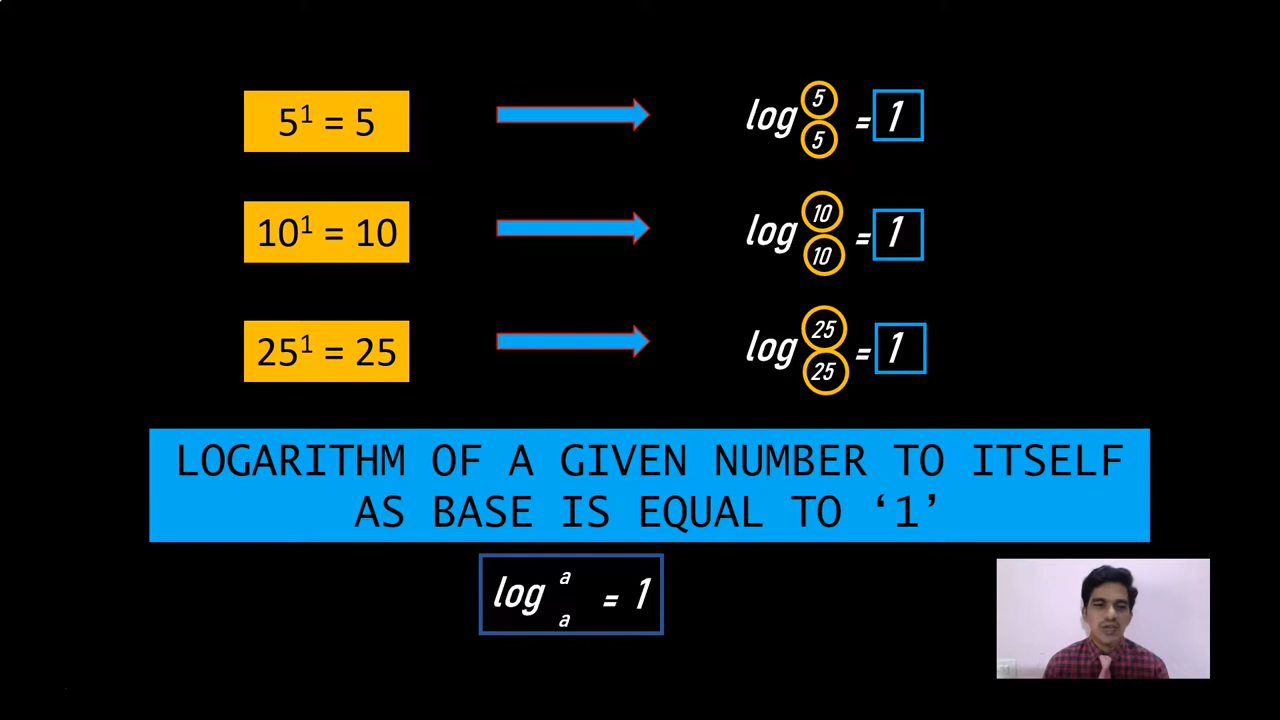 5¹ = 5
log 5 5 = 1
10¹ = 10
log 10 10 = 1
25¹ = 25
log 25 25 = 1
LOGARITHM OF A GIVEN NUMBER TO ITSELF
AS BASE IS EQUAL TO ‘1’
log a a = 1